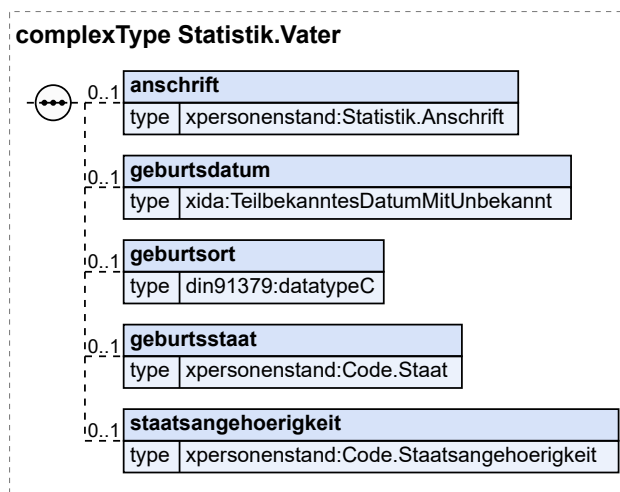 complexType Statistik.Vater
0..1 anschrift
type xpersonenstand:Statistik.Anschrift
0..1 geburtsdatum
type xida:TeilbekanntesDatumMitUnbekannt
0..1 geburtsort
type din91379:datatypeC
0..1 geburtsstaat
type xpersonenstand:Code.Staat
0..1 staatsangehoerigkeit
type xpersonenstand:Code.Staatsangehoerigkeit